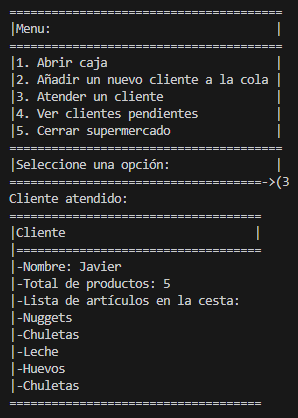 ===================================
|Menu:                            |
===================================
|1. Abrir caja                    |
|2. Añadir un nuevo cliente a la cola |
|3. Atender un cliente            |
|4. Ver clientes pendientes       |
|5. Cerrar supermercado           |
===================================
|Seleccione una opción:           |
===================================->(3
Cliente atendido:
================================
|Cliente                        |
|===============================
|-Nombre: Javier
|-Total de productos: 5
|-Lista de artículos en la cesta:
|-Nuggets
|-Chuletas
|-Leche
|-Huevos
|-Chuletas
================================